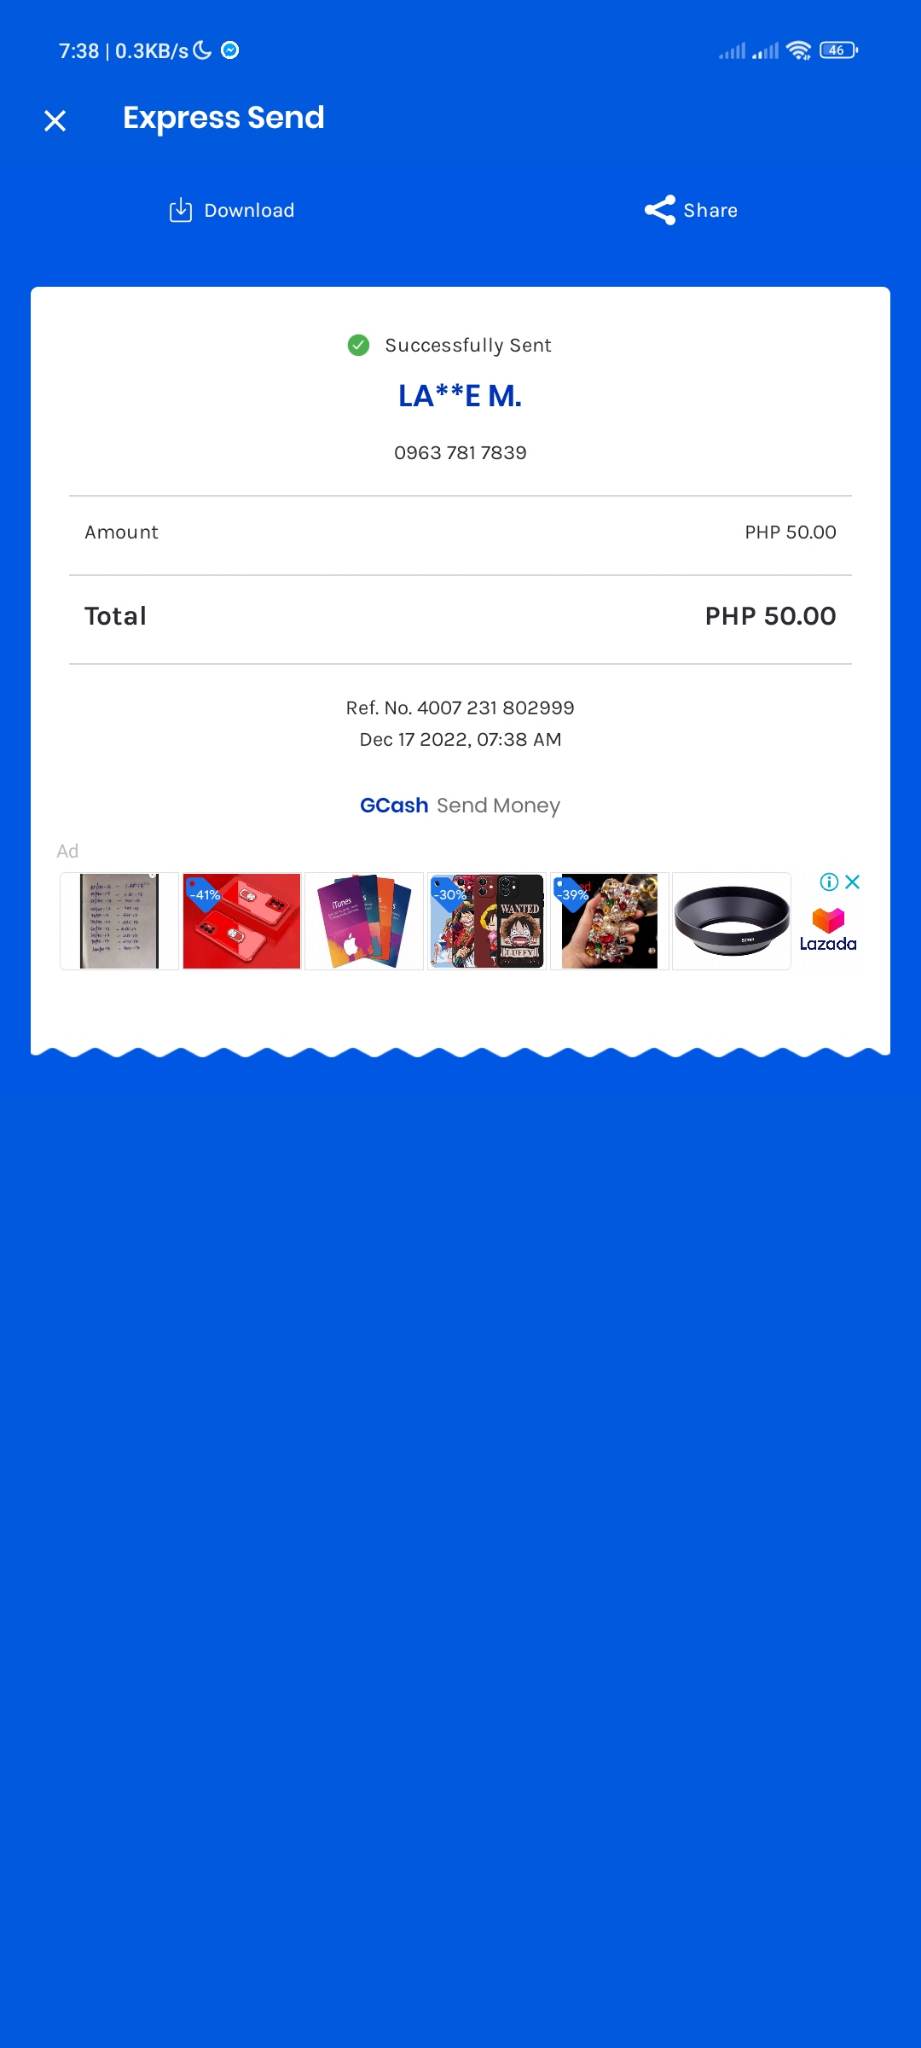 7:38 | 0.3KB/s 46
Express Send
Download Share
Successfully Sent
LA**E M.
0963 781 7839
Amount PHP 50.00
Total PHP 50.00
Ref. No. 4007 231 802999
Dec 17 2022, 07:38 AM
GCash Send Money
Ad
-41% iTunes -30% WANTED -39%
Lazada